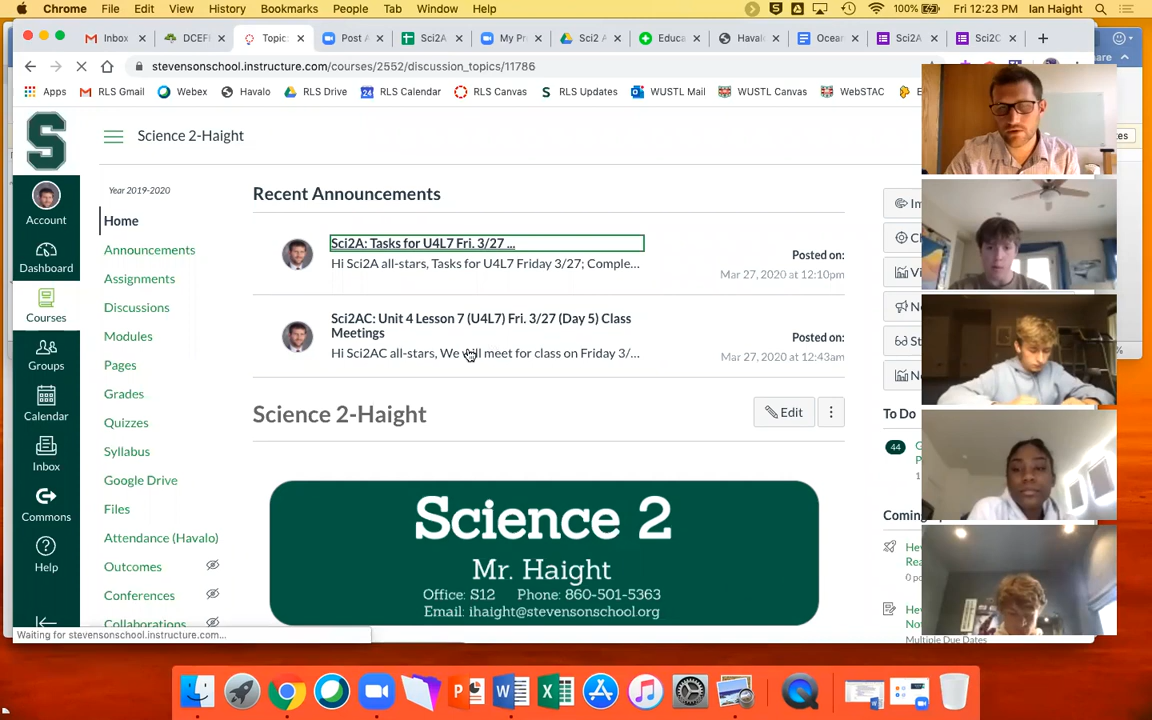 Chrome File Edit View History Bookmarks People Tab Window Help 100% Fri 12:23 PM Ian Haight
Inbox DCEFI Topic: Post A Sci2A My Pr Sci2 A Educa Haval Ocean Sci2A Sci2C
stevensonschool.instructure.com/courses/2552/discussion_topics/11786
Apps RLS Gmail Webex Havalo RLS Drive RLS Calendar RLS Canvas RLS Updates WUSTL Mail WUSTL Canvas WebSTAC
Science 2-Haight
Account
Dashboard
Courses
Groups
Calendar
Inbox
Commons
Help
Year 2019-2020
Home
Announcements
Assignments
Discussions
Modules
Pages
Grades
Quizzes
Syllabus
Google Drive
Files
Attendance (Havalo)
Outcomes
Conferences
Collaborations
Recent Announcements
Sci2A: Tasks for U4L7 Fri. 3/27 ...
Hi Sci2A all-stars, Tasks for U4L7 Friday 3/27; Comple...
Posted on:
Mar 27, 2020 at 12:10pm
Sci2AC: Unit 4 Lesson 7 (U4L7) Fri. 3/27 (Day 5) Class
Meetings
Hi Sci2AC all-stars, We will meet for class on Friday 3/...
Posted on:
Mar 27, 2020 at 12:43am
Science 2-Haight
Edit
Science 2
Mr. Haight
Office: S12 Phone: 860-501-5363
Email: ihaight@stevensonschool.org
To Do
44
Coming
Multiple Due Dates
Waiting for stevensonschool.instructure.com...